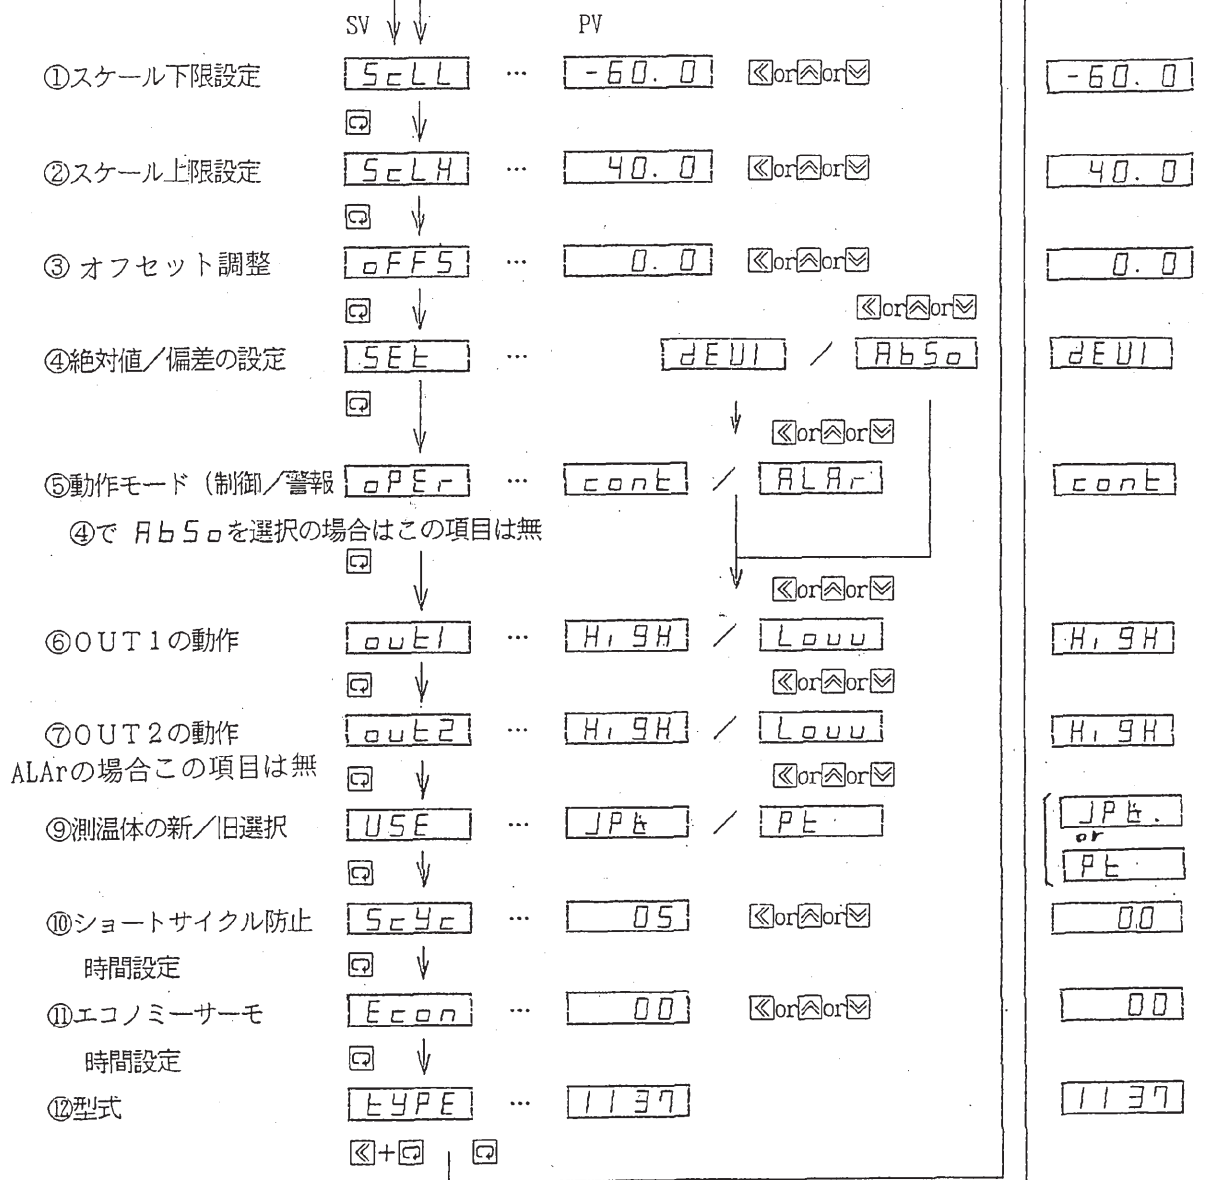 SV PV
①スケール下限設定 ScLL … -60.0 ≪or︽or︾ -60.0
②スケール上限設定 ScLH … 40.0 ≪or︽or︾ 40.0
③オフセット調整 oFFS … 0.0 ≪or︽or︾ 0.0
≪or︽or︾
④絶対値／偏差の設定 SEt … dEVI ／ AbSo dEVI
≪or︽or︾
⑤動作モード（制御／警報 oPEr … cont ／ ALAr cont
④で AbSoを選択の場合はこの項目は無
≪or︽or︾
⑥OUT1の動作 out1 … HigH ／ Lovv HigH
≪or︽or︾
⑦OUT2の動作 out2 … HigH ／ Lovv HigH
ALArの場合この項目は無
≪or︽or︾
⑨測温体の新／旧選択 USE … JPt ／ Pt JPt.
or
Pt
⑩ショートサイクル防止 ScYc … 05 ≪or︽or︾ 00
時間設定
⑪エコノミーサーモ Econ … 00 ≪or︽or︾ 00
時間設定
⑫型式 tYPE … 1137 1137
≪+